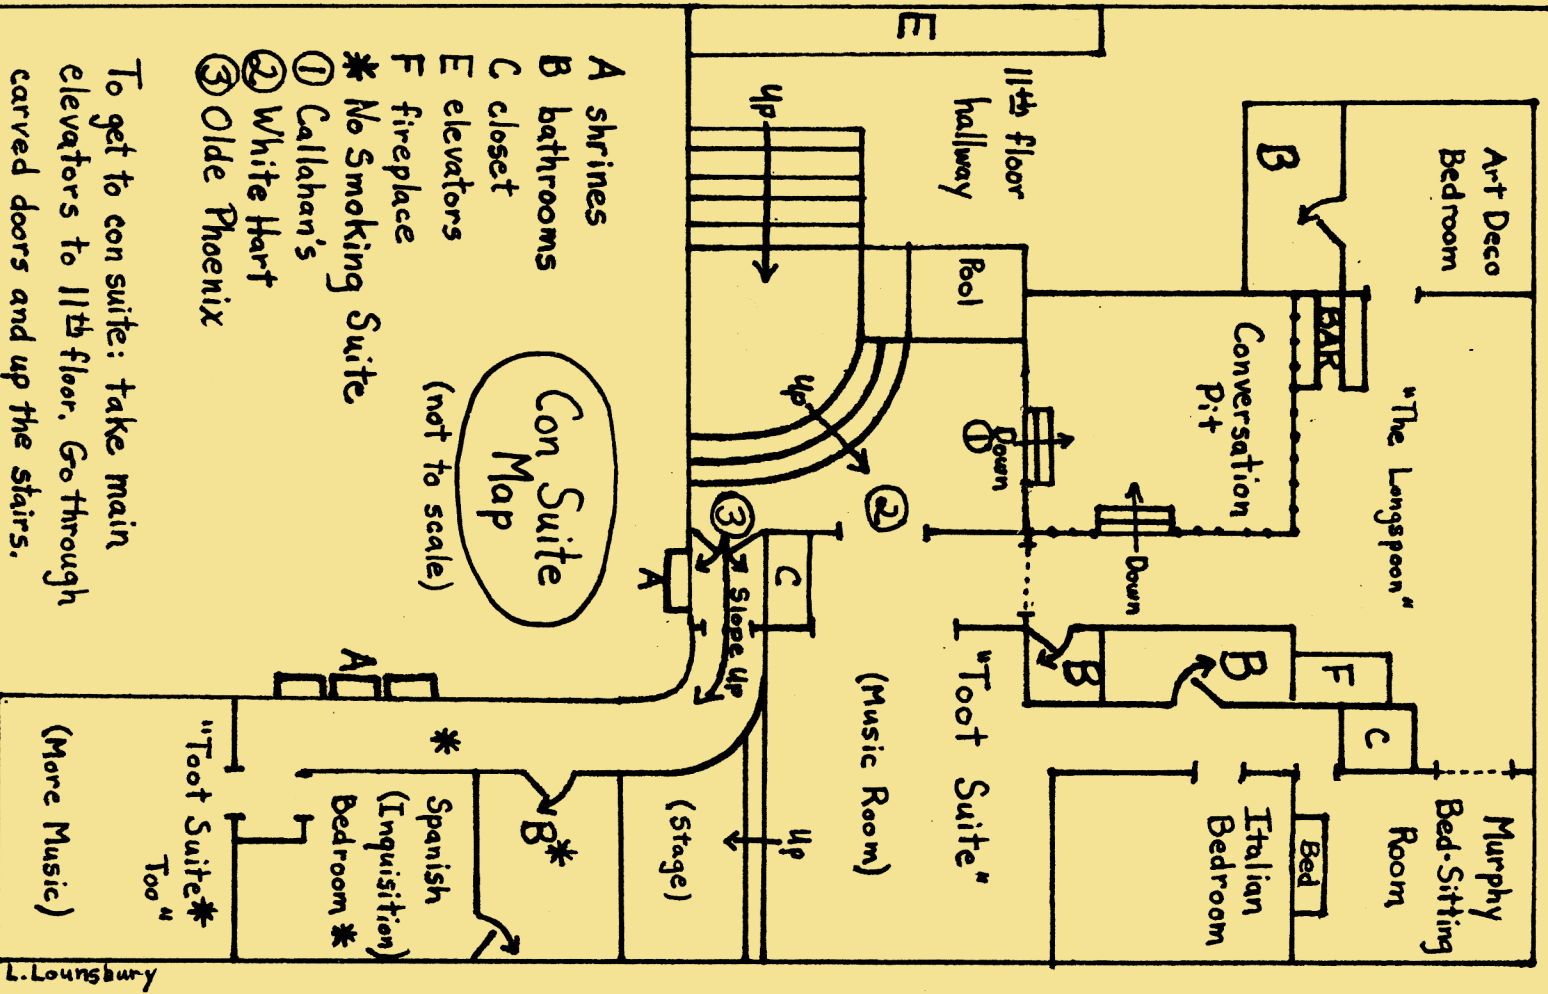 Art Deco
Bedroom
B
BAR
"The Longspoon"
Conversation
Pit
Down
Down
①
Pool
11th floor
hallway
E
Up
Up
②
③
Slope Up
C
A
B
B
F
C
Murphy
Bed-Sitting
Room
Bed
Italian
Bedroom
"Toot Suite"
(Music Room)
Up
(Stage)
B*
Spanish
(Inquisition)
Bedroom *
*
A
"Toot Suite*
Too"
(More Music)
A shrines
B bathrooms
C closet
E elevators
F fireplace
* No Smoking Suite
① Callahan's
② White Hart
③ Olde Phoenix
Con Suite
Map
(not to scale)
To get to con suite: take main
elevators to 11th floor. Go through
carved doors and up the stairs.
L. Lounsbury